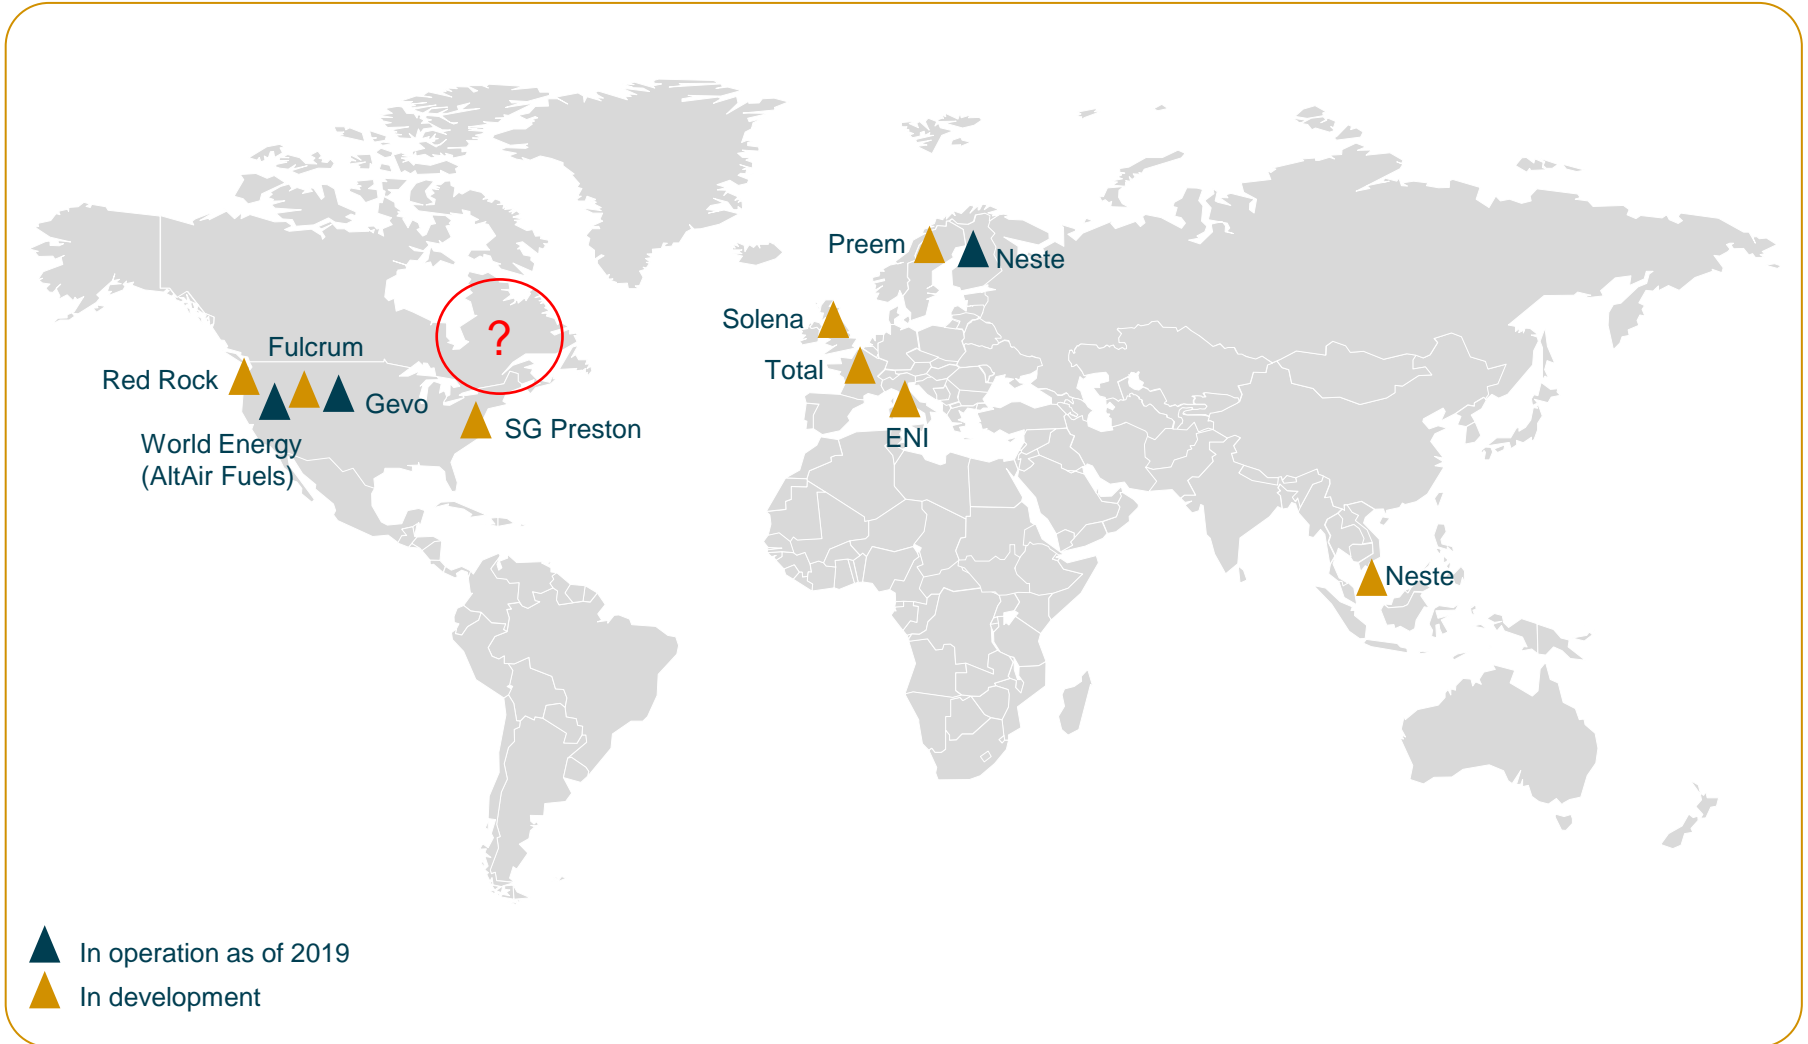 Preem
Neste
Solena
?
Fulcrum
Total
Red Rock
Gevo
SG Preston
World Energy
(AltAir Fuels)
ENI
Neste
In operation as of 2019
In development